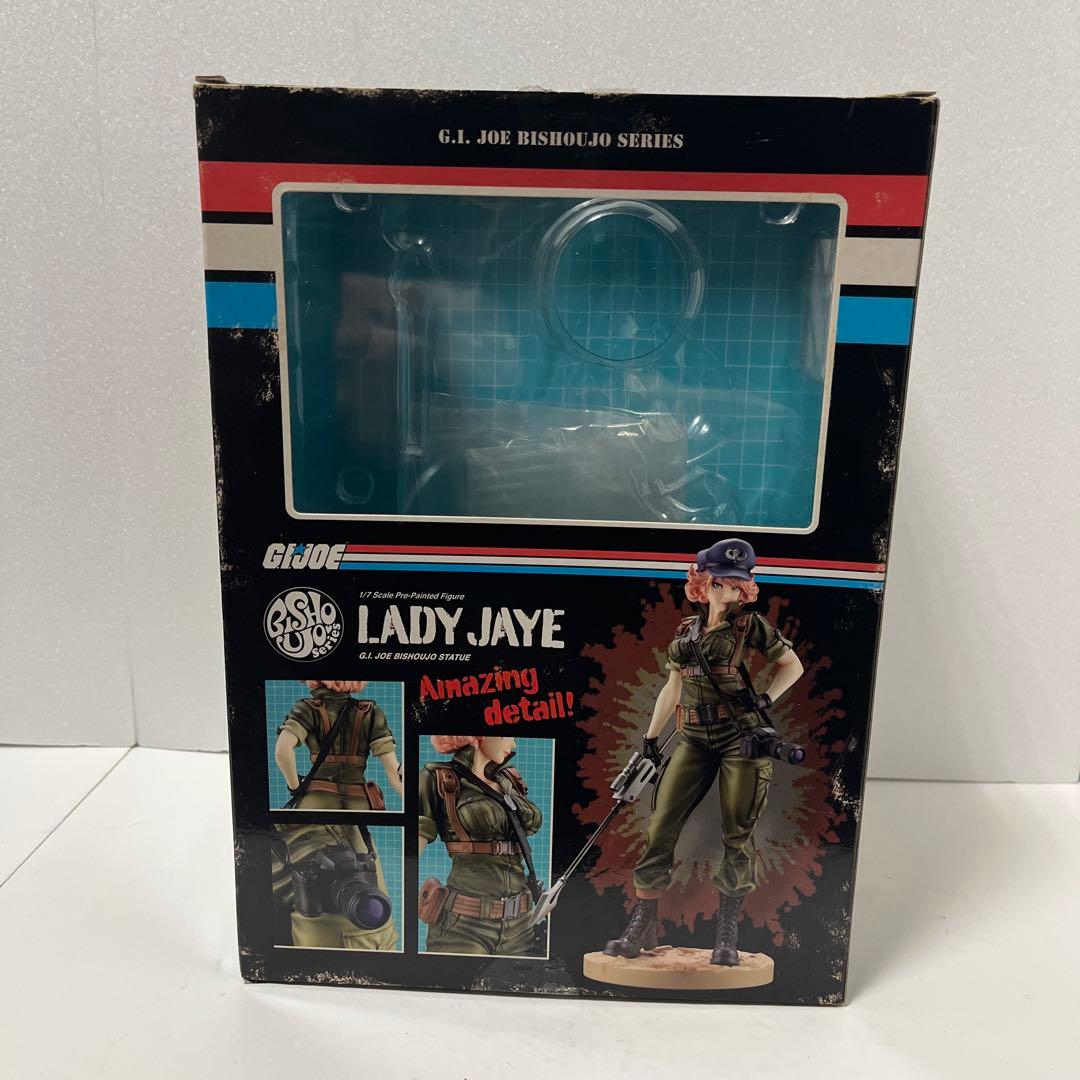 G.I. JOE BISHOUJO SERIES
GI JOE
1/7 Scale Pre-Painted Figure
BISHOUJO series
LADY JAYE
G.I. JOE BISHOUJO STATUE
Amazing
detail!